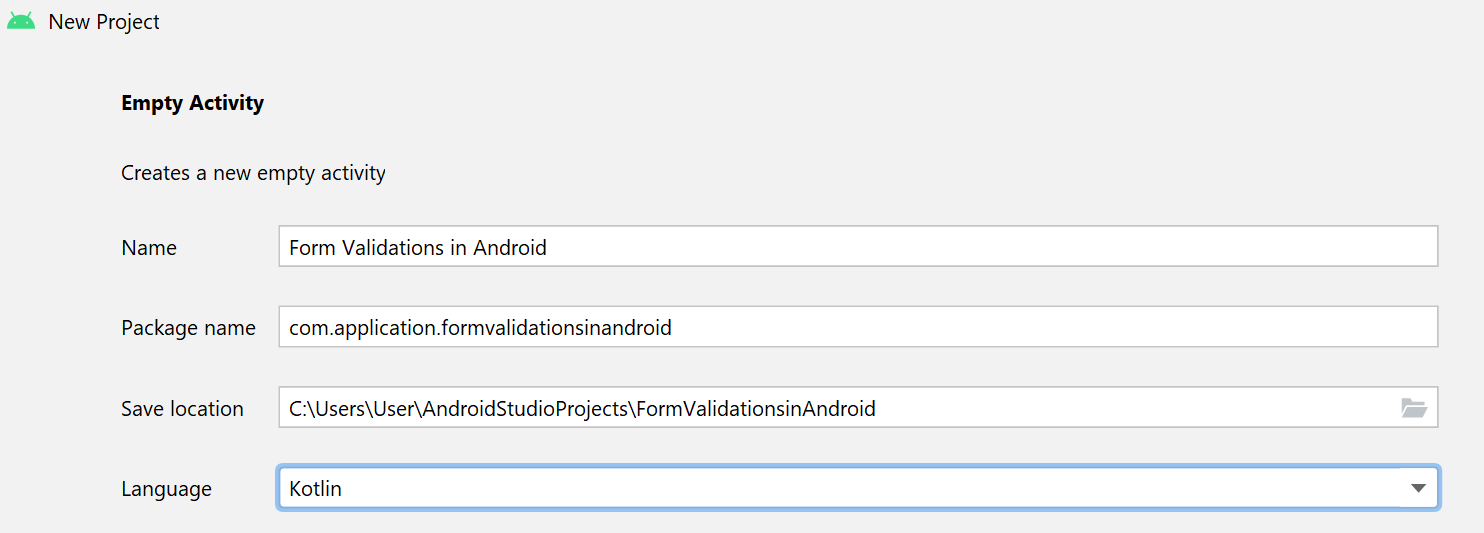 New Project
Empty Activity
Creates a new empty activity
Name Form Validations in Android
Package name com.application.formvalidationsinandroid
Save location C:\Users\User\AndroidStudioProjects\FormValidationsinAndroid
Language Kotlin